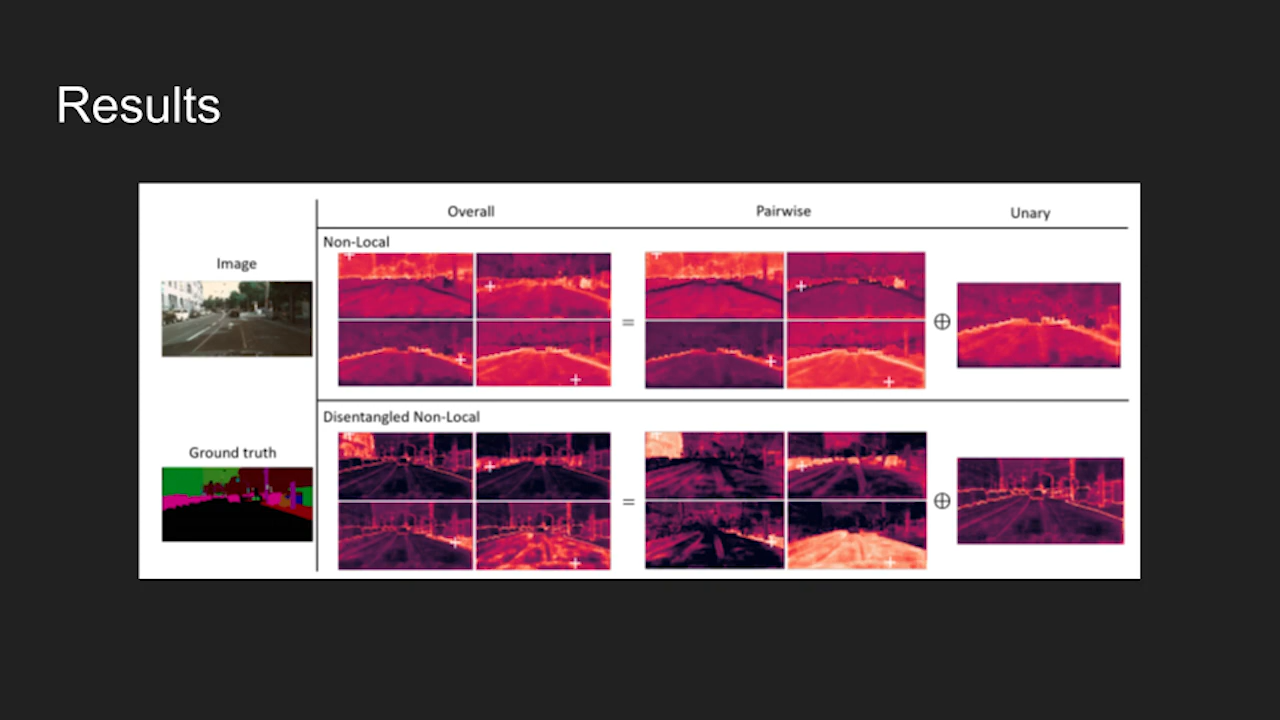 Results
Overall Pairwise Unary
Non-Local
Image
= ⊕
Disentangled Non-Local
Ground truth
= ⊕